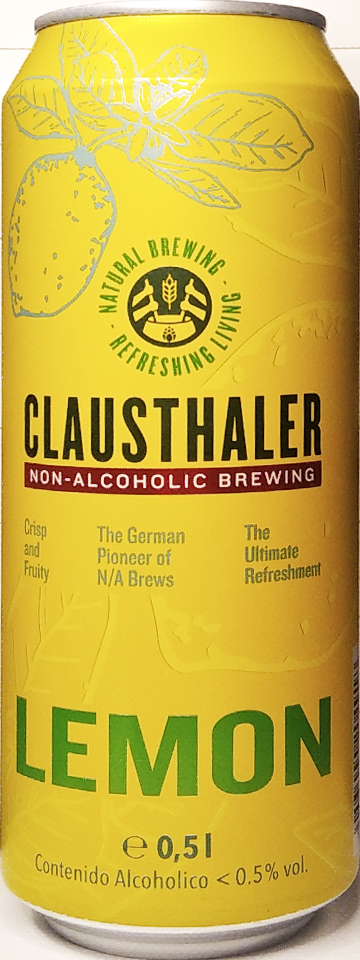 NATURAL BREWING -
- REFRESHING LIVING
CLAUSTHALER
NON-ALCOHOLIC BREWING
Crisp
and
Fruity
The German
Pioneer of
N/A Brews
The
Ultimate
Refreshment
LEMON
℮ 0,5 l
Contenido Alcoholico < 0.5% vol.